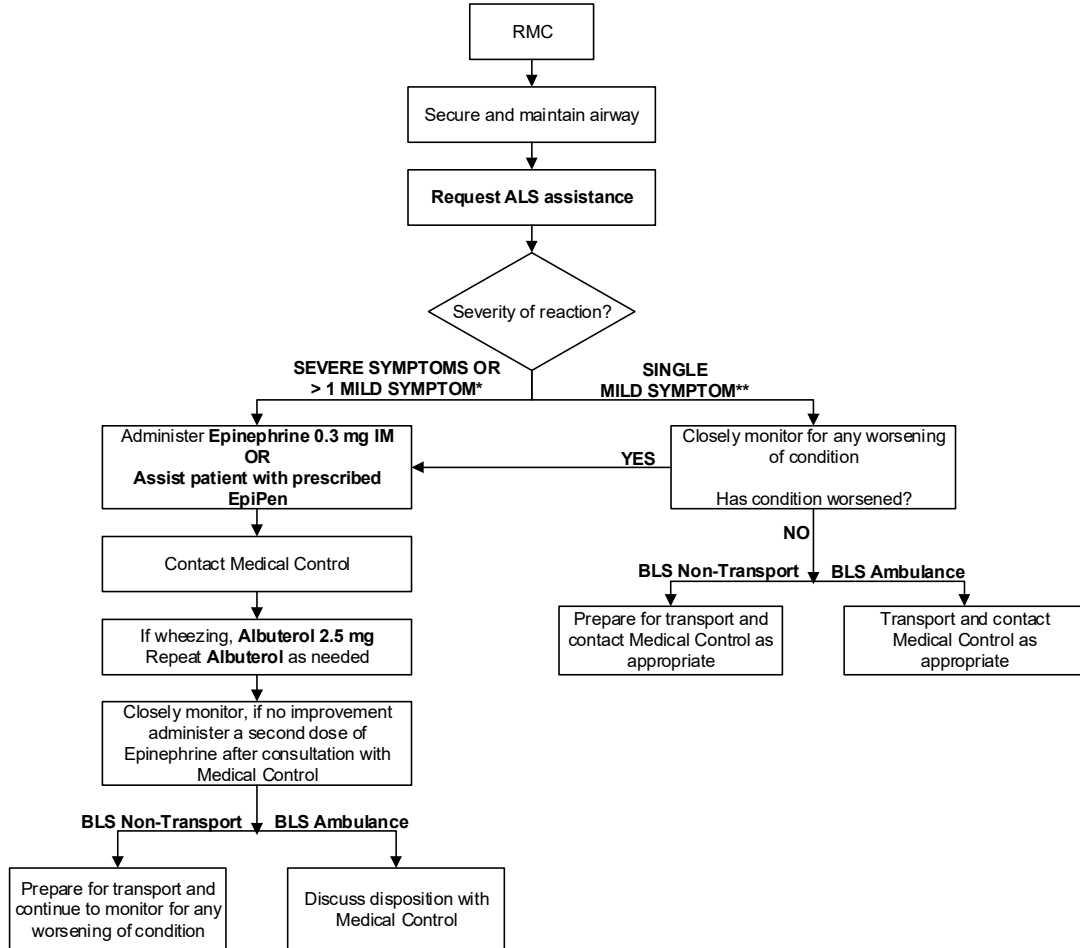 RMC
Secure and maintain airway
Request ALS assistance
Severity of reaction?
SEVERE SYMPTOMS OR
> 1 MILD SYMPTOM*
SINGLE
MILD SYMPTOM**
Administer Epinephrine 0.3 mg IM
OR
Assist patient with prescribed
EpiPen
YES
Closely monitor for any worsening
of condition
Has condition worsened?
NO
Contact Medical Control
BLS Non-Transport
BLS Ambulance
Prepare for transport and
contact Medical Control as
appropriate
Transport and contact
Medical Control as
appropriate
If wheezing, Albuterol 2.5 mg
Repeat Albuterol as needed
Closely monitor, if no improvement
administer a second dose of
Epinephrine after consultation with
Medical Control
BLS Non-Transport
BLS Ambulance
Prepare for transport and
continue to monitor for any
worsening of condition
Discuss disposition with
Medical Control